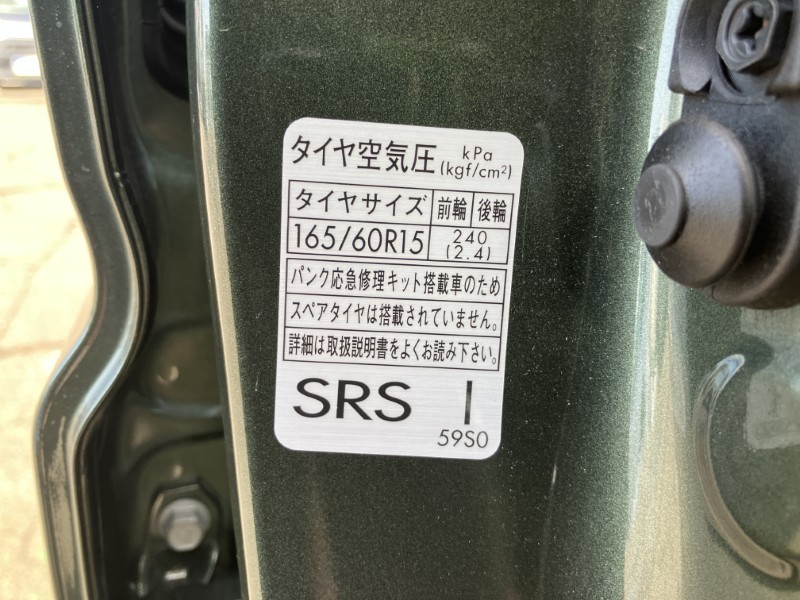 タイヤ空気圧 kPa (kgf/cm²)
タイヤサイズ 前輪 後輪
165/60R15 240 (2.4)
パンク応急修理キット搭載車のため
スペアタイヤは搭載されていません。
詳細は取扱説明書をよくお読み下さい。
SRS I
59S0